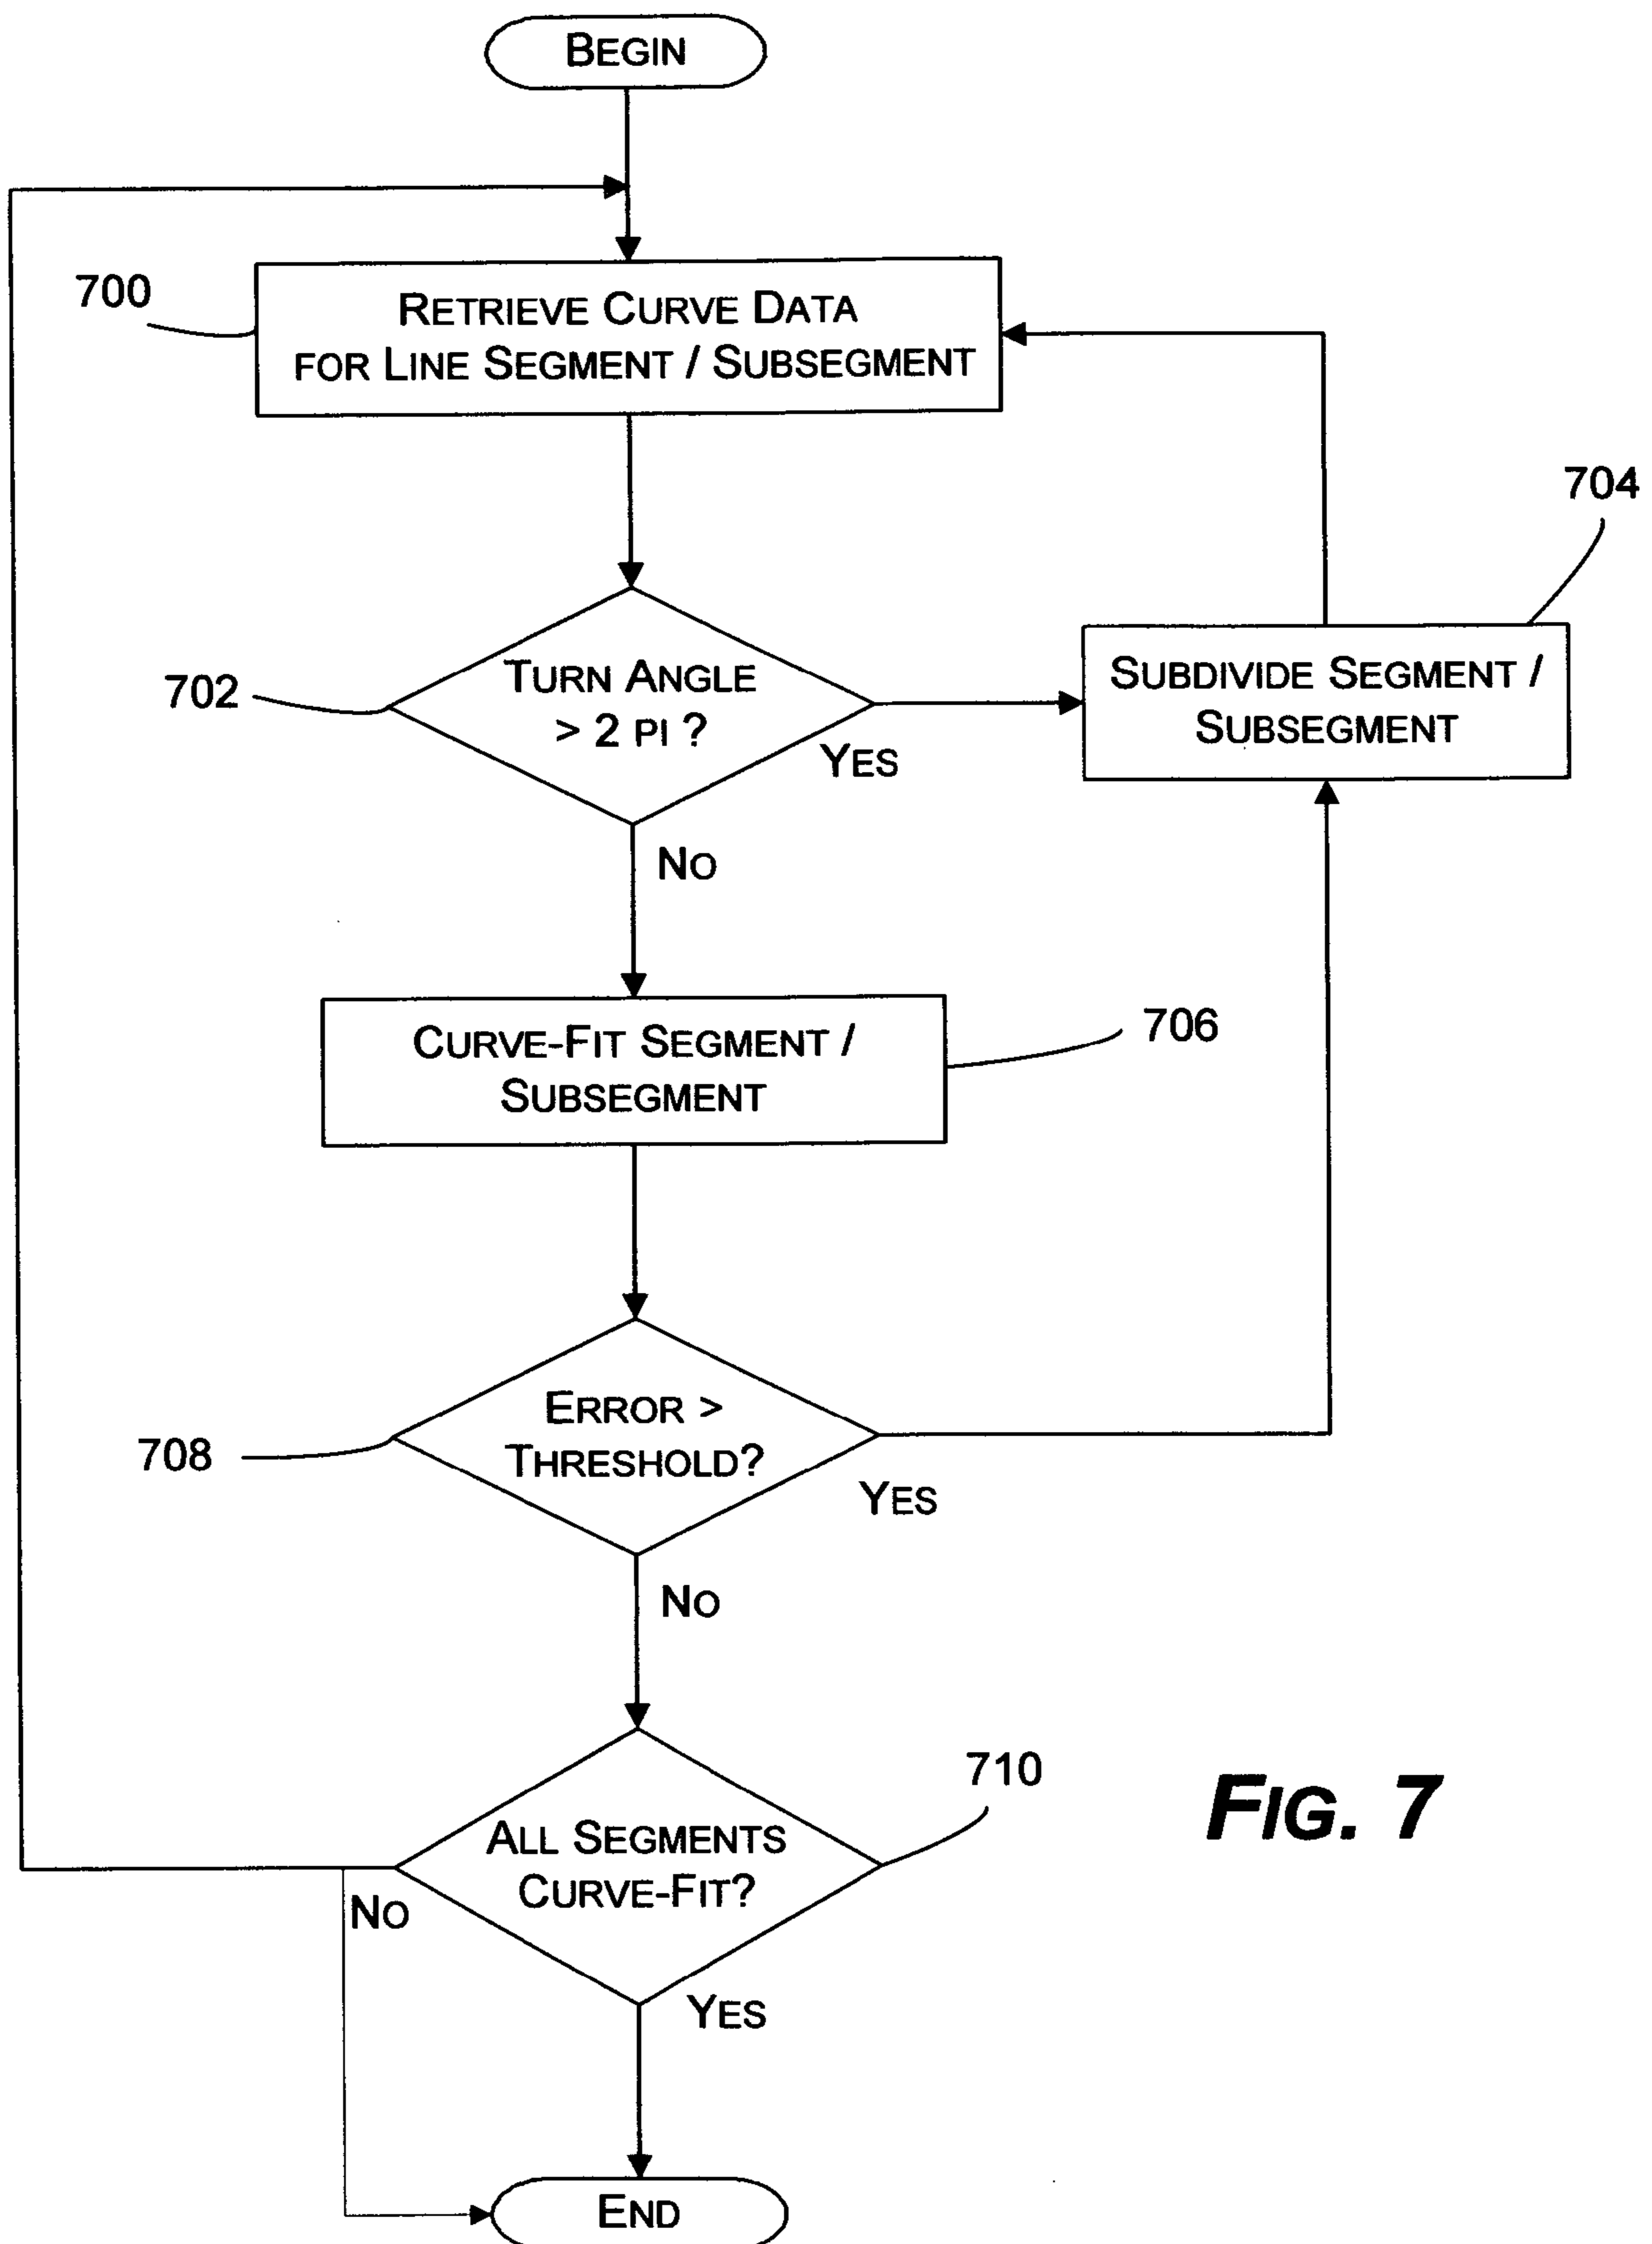 BEGIN
700
RETRIEVE CURVE DATA
FOR LINE SEGMENT / SUBSEGMENT
704
702
TURN ANGLE
> 2 PI ?
YES
SUBDIVIDE SEGMENT /
SUBSEGMENT
NO
706
CURVE-FIT SEGMENT /
SUBSEGMENT
708
ERROR >
THRESHOLD?
YES
NO
710
ALL SEGMENTS
CURVE-FIT?
NO
YES
FIG. 7
END